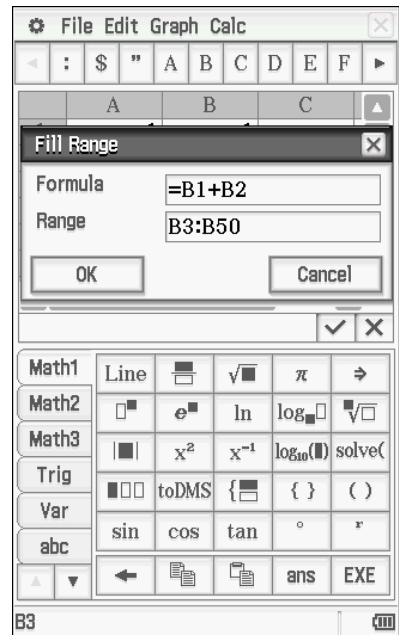 File Edit Graph Calc
: $ " A B C D E F
A B C
Fill Range
Formula =B1+B2
Range B3:B50
OK Cancel
Math1 Line √■ π ⇒
Math2 □■ e■ ln log■□ ■√□
Math3 |■| x² x⁻¹ log₁₀(■) solve(
Trig ■□□ toDMS { { } ( )
Var sin cos tan ° r
abc
← ans EXE
B3